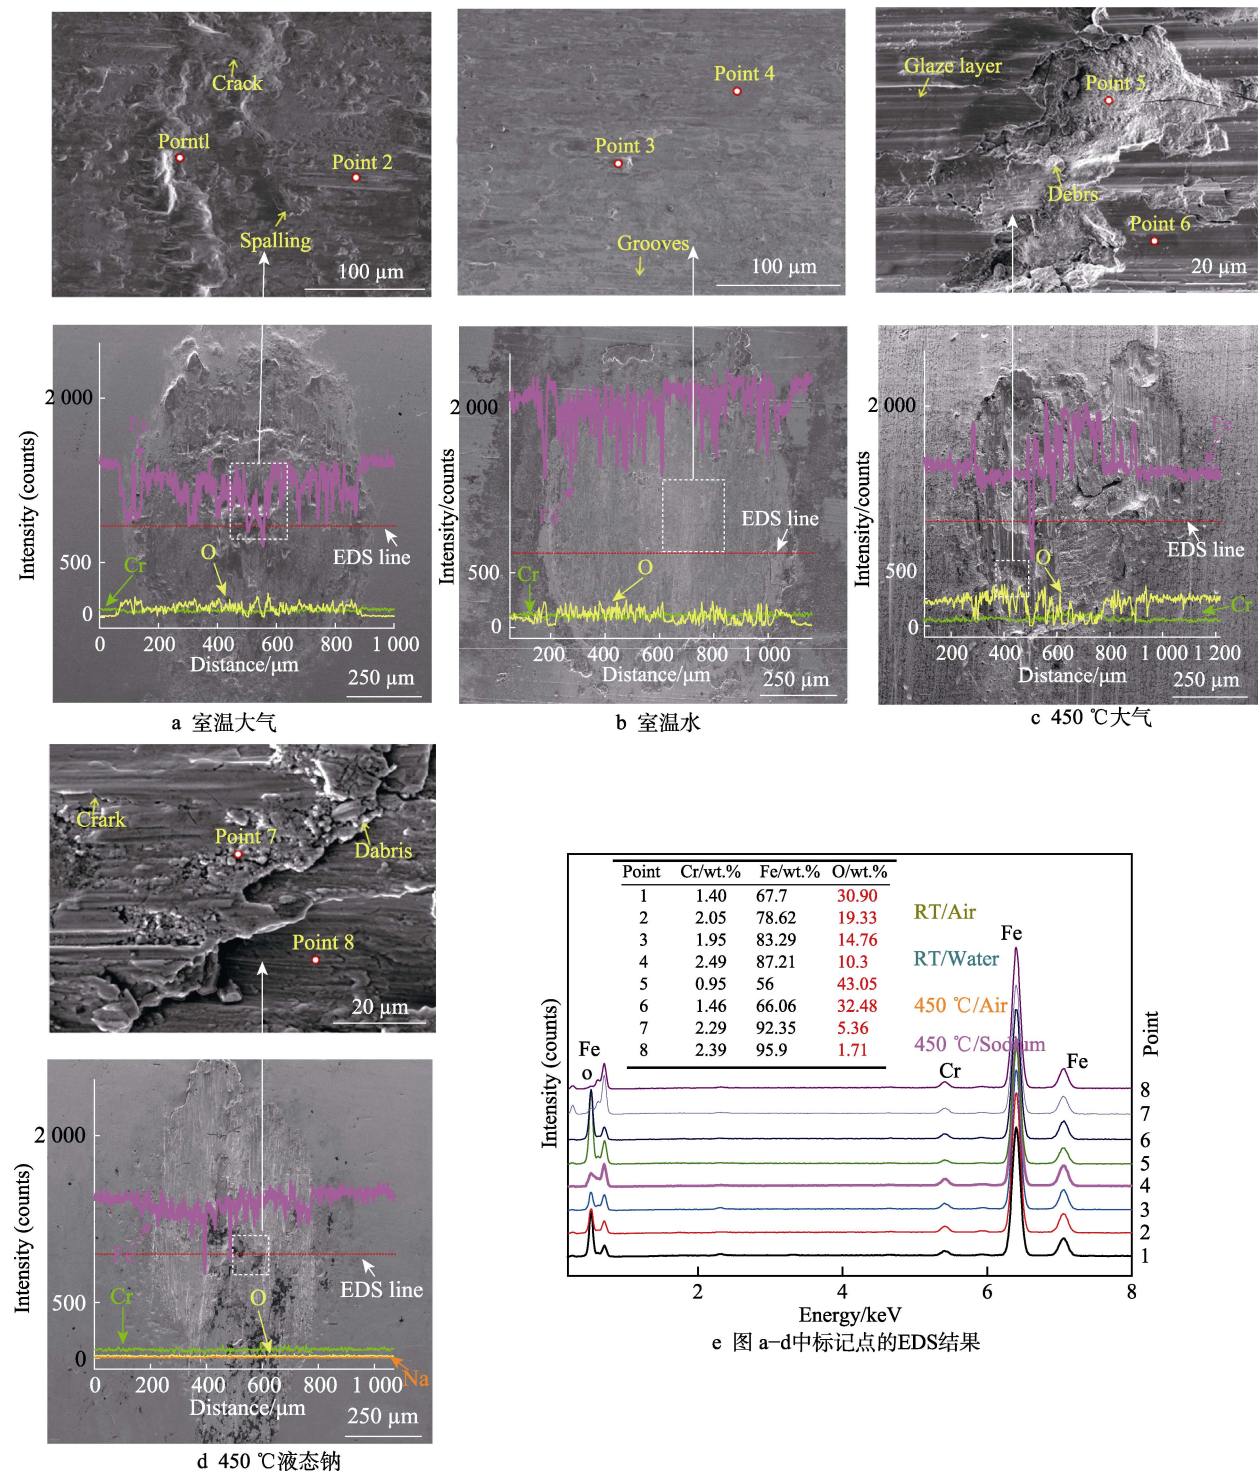 Crack
Porntl
Point 2
Spalling
100 μm
Point 4
Point 3
Grooves
100 μm
Glaze layer
Point 5
Debrs
Point 6
20 μm
Intensity (counts)
2 000
Fe
500
0
Cr
O
EDS line
0 200 400 600 800 1 000
Distance/μm
250 μm
a 室温大气
Intensity/counts
2 000
Fe
500
0
Cr
O
EDS line
200 400 600 800 1 000
Distance/μm
250 μm
b 室温水
Intensity/counts
2 000
Fe
500
0
O
Cr
EDS line
200 400 600 800 1 000 1 200
Distance/μm
250 μm
c 450 ℃大气
Crark
Point 7
Dabris
Point 8
20 μm
Intensity (counts)
2 000
Fe
500
0
Cr
O
Na
EDS line
0 200 400 600 800 1 000
Distance/μm
250 μm
d 450 ℃液态钠
Point Cr/wt.% Fe/wt.% O/wt.%
1 1.40 67.7 30.90
2 2.05 78.62 19.33
3 1.95 83.29 14.76
4 2.49 87.21 10.3
5 0.95 56 43.05
6 1.46 66.06 32.48
7 2.29 92.35 5.36
8 2.39 95.9 1.71
RT/Air
RT/Water
450 ℃/Air
450 ℃/Sodium
Fe
Fe
o
Cr
Fe
Intensity (counts)
Point
8
7
6
5
4
3
2
1
2 4 6 8
Energy/keV
e 图 a-d中标记点的EDS结果